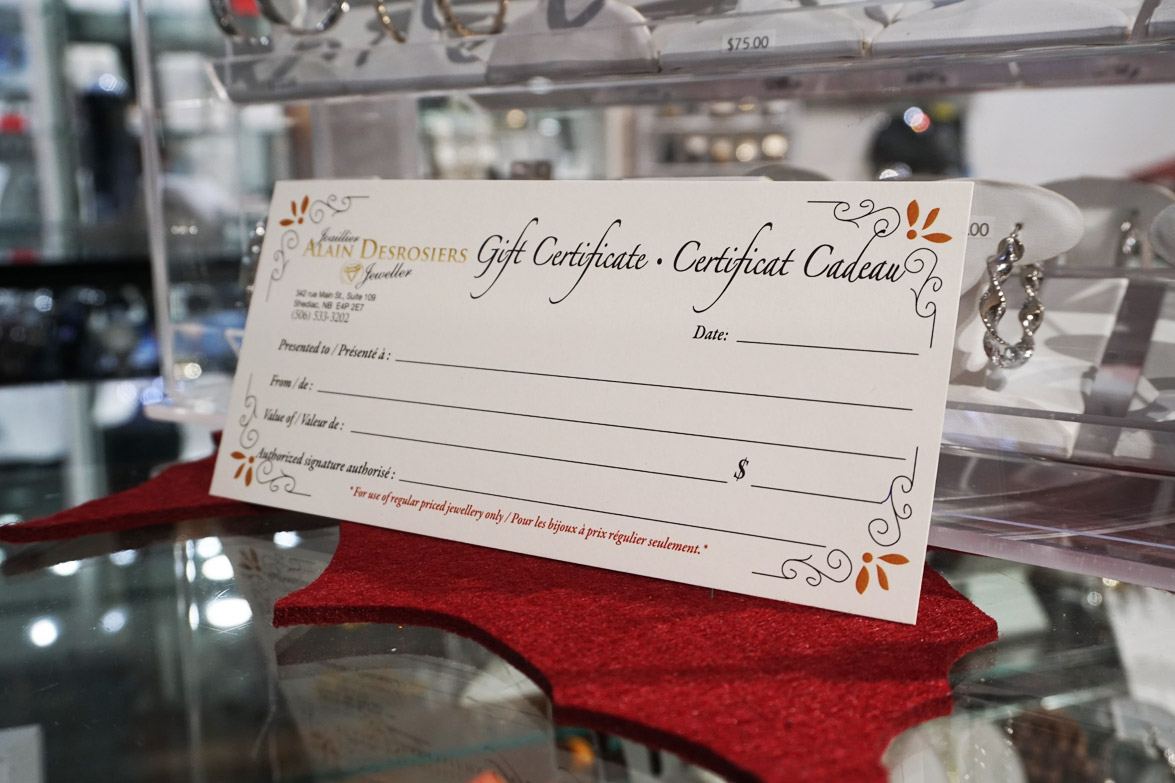 $75.00
.00
Joaillier
ALAIN DESROSIERS
Jeweller
342 rue Main St., Suite 109
Shediac, NB E4P 2E7
(506) 533-3202
Gift Certificate • Certificat Cadeau
Date:
Presented to / Présenté à :
From / de :
Value of / Valeur de :
$
Authorized signature authorisé :
*For use of regular priced jewellery only / Pour les bijoux à prix régulier seulement.*